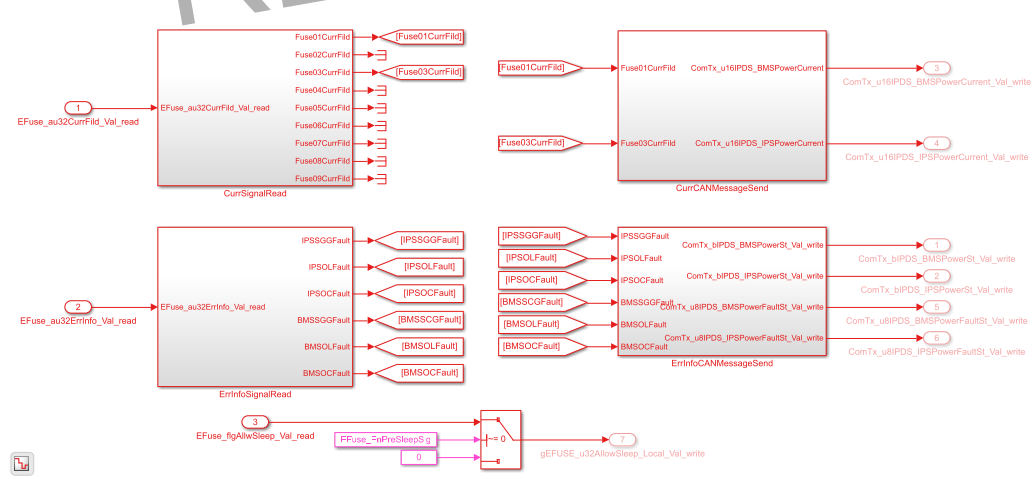 Fuse01CurrFild
[Fuse01CurrFild]
Fuse02CurrFild
Fuse03CurrFild
[Fuse03CurrFild]
Fuse04CurrFild
1
EFuse_au32CurrFild_Val_read
EFuse_au32CurrFild_Val_read
Fuse05CurrFild
Fuse06CurrFild
Fuse07CurrFild
Fuse08CurrFild
Fuse09CurrFild
CurrSignalRead
[Fuse01CurrFild]
Fuse01CurrFild
ComTx_u16IPDS_BMSPowerCurrent
3
ComTx_u16IPDS_BMSPowerCurrent_Val_write
[Fuse03CurrFild]
Fuse03CurrFild
ComTx_u16IPDS_IPSPowerCurrent
4
ComTx_u16IPDS_IPSPowerCurrent_Val_write
CurrCANMessageSend
2
EFuse_au32ErrInfo_Val_read
EFuse_au32ErrInfo_Val_read
IPSSGGFault
[IPSSGGFault]
IPSOLFault
[IPSOLFault]
IPSOCFault
[IPSOCFault]
BMSSGGFault
[BMSSCGFault]
BMSOLFault
[BMSOLFault]
BMSOCFault
[BMSOCFault]
ErrInfoSignalRead
[IPSSGGFault]
IPSSGGFault
[IPSOLFault]
IPSOLFault
[IPSOCFault]
IPSOCFault
[BMSSCGFault]
BMSSGGFault
[BMSOLFault]
BMSOLFault
[BMSOCFault]
BMSOCFault
ComTx_bIPDS_BMSPowerSt_Val_write
1
ComTx_bIPDS_BMSPowerSt_Val_write
ComTx_bIPDS_IPSPowerSt_Val_write
2
ComTx_bIPDS_IPSPowerSt_Val_write
ComTx_u8IPDS_BMSPowerFaultSt_Val_write
5
ComTx_u8IPDS_BMSPowerFaultSt_Val_write
ComTx_u8IPDS_IPSPowerFaultSt_Val_write
6
ComTx_u8IPDS_IPSPowerFaultSt_Val_write
ErrInfoCANMessageSend
3
EFuse_flgAllwSleep_Val_read
0
~= 0
7
gEFUSE_u32AllowSleep_Local_Val_write